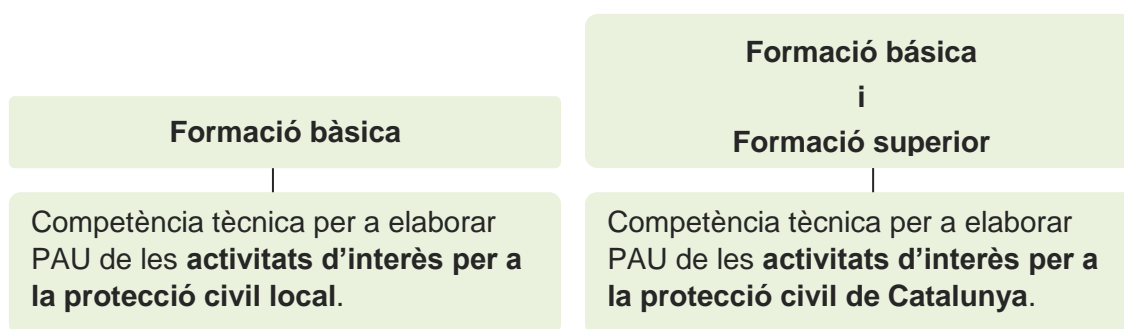 Formació bàsica
Competència tècnica per a elaborar
PAU de les activitats d’interès per a
la protecció civil local.
Formació básica
i
Formació superior
Competència tècnica per a elaborar
PAU de les activitats d’interès per a
la protecció civil de Catalunya.